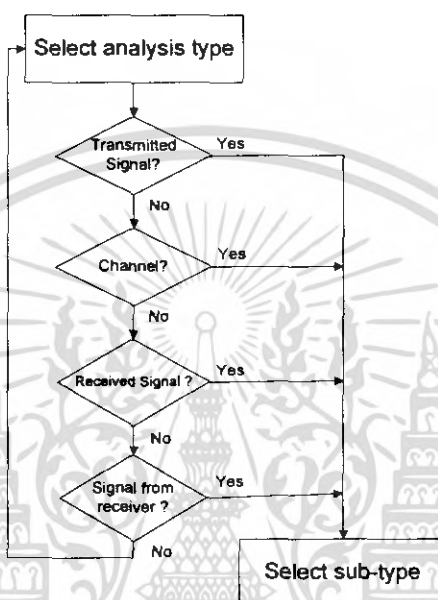 Select analysis type
Transmitted
Signal?
Yes
No
Channel?
Yes
No
Received Signal ?
Yes
No
Signal from
receiver ?
Yes
No
Select sub-type